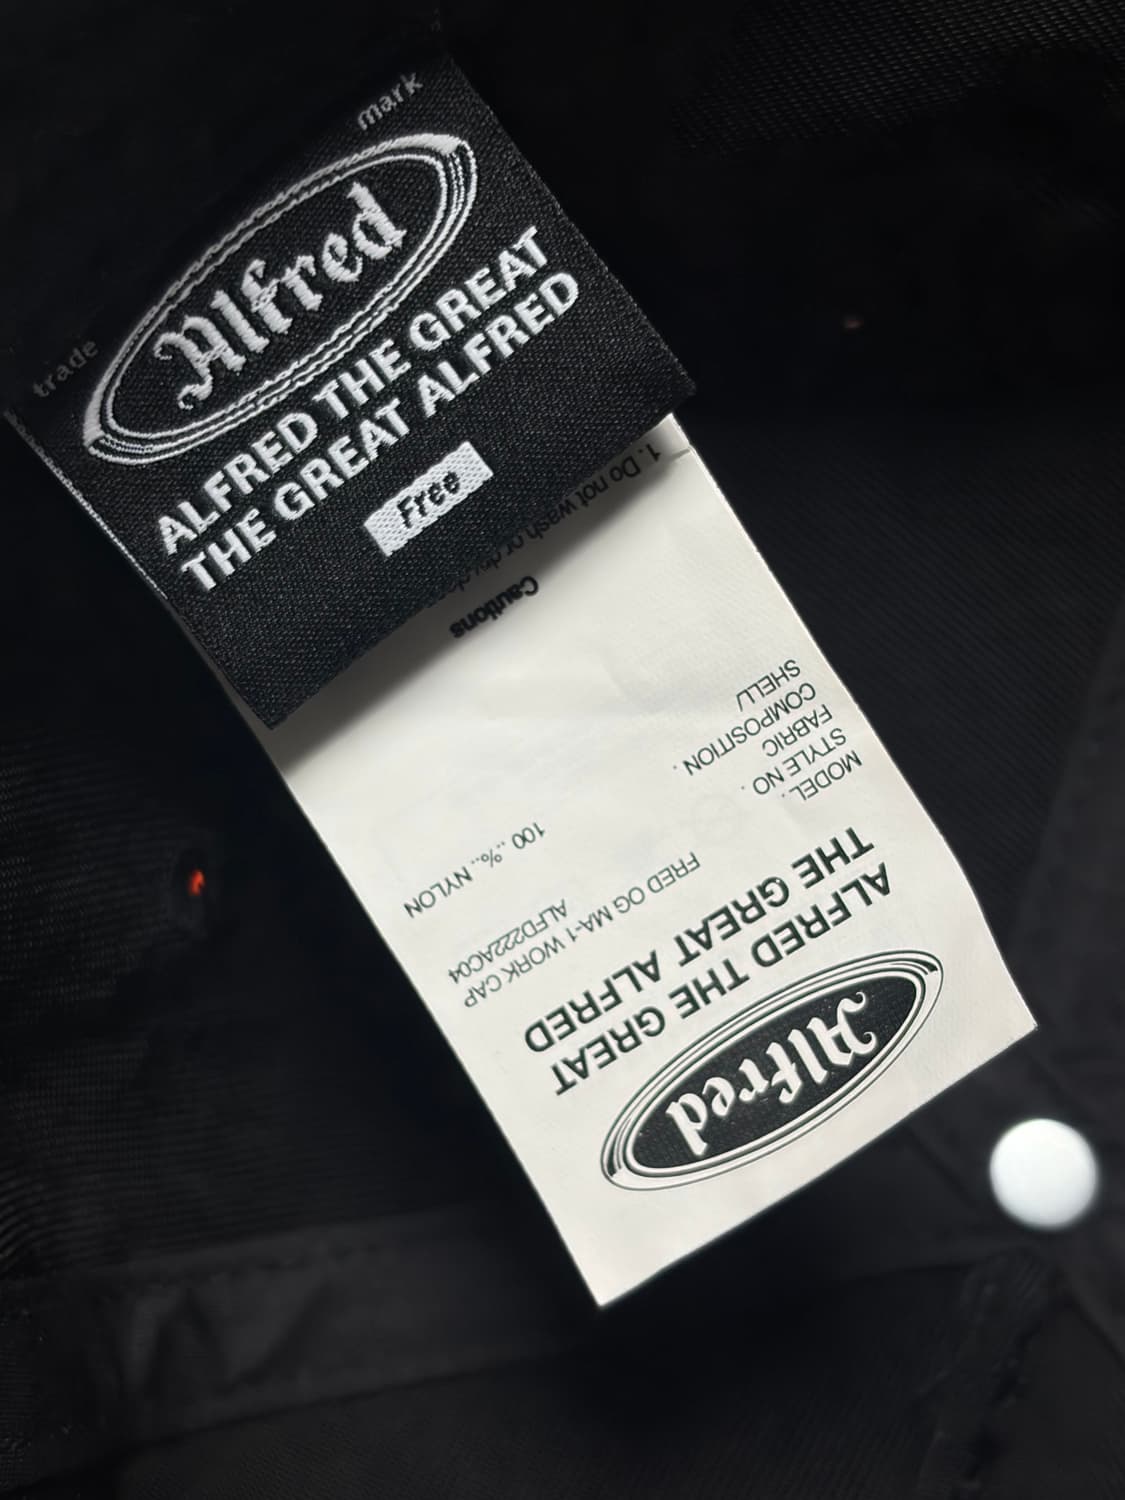 trade mark
Alfred
ALFRED THE GREAT
THE GREAT ALFRED
Free
Alfred
ALFRED THE GREAT
THE GREAT ALFRED
MODEL. FRED OG MA-1 WORK CAP
STYLE NO. ALFD222AC04
FABRIC
COMPOSITION.
SHELL/ 100..%.. NYLON
Cautions
1. Do not wash or dry